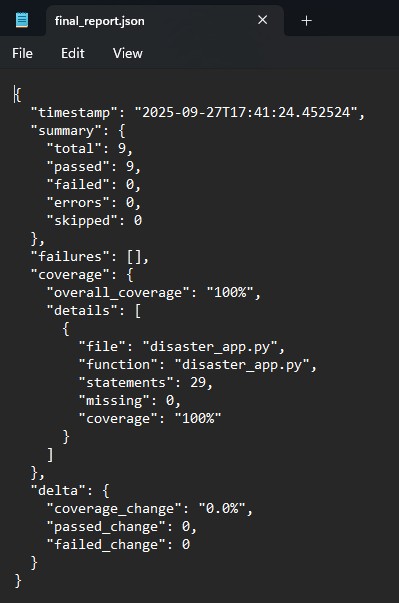 final_report.json
File Edit View
{
  "timestamp": "2025-09-27T17:41:24.452524",
  "summary": {
    "total": 9,
    "passed": 9,
    "failed": 0,
    "errors": 0,
    "skipped": 0
  },
  "failures": [],
  "coverage": {
    "overall_coverage": "100%",
    "details": [
      {
        "file": "disaster_app.py",
        "function": "disaster_app.py",
        "statements": 29,
        "missing": 0,
        "coverage": "100%"
      }
    ]
  },
  "delta": {
    "coverage_change": "0.0%",
    "passed_change": 0,
    "failed_change": 0
  }
}